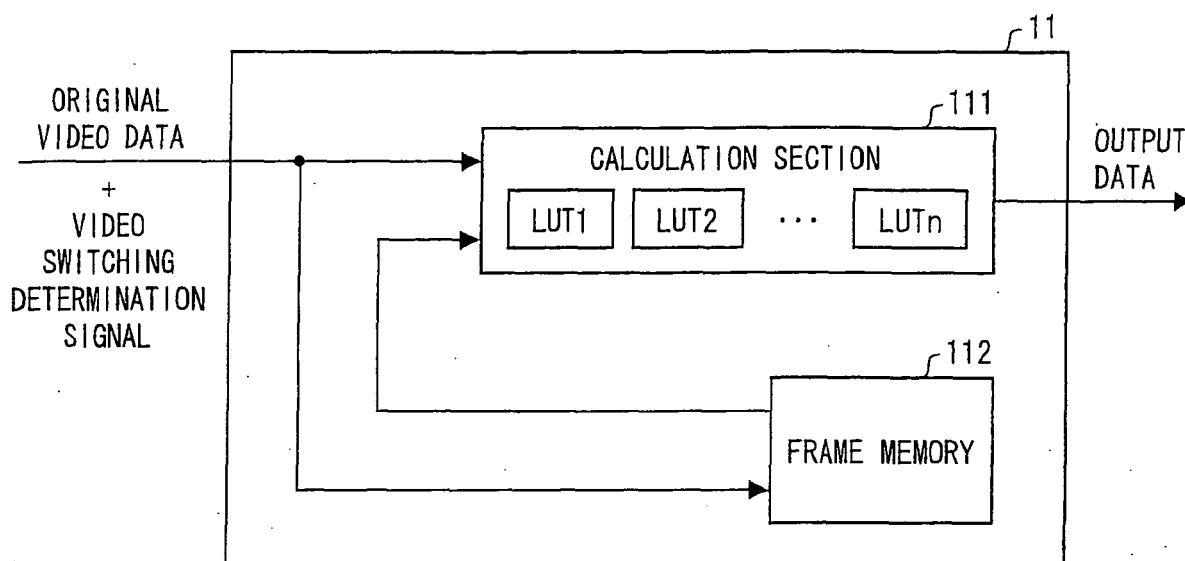 11
ORIGINAL
VIDEO DATA
+
VIDEO
SWITCHING
DETERMINATION
SIGNAL
111
CALCULATION SECTION
LUT1 LUT2 ... LUTn
OUTPUT
DATA
112
FRAME MEMORY